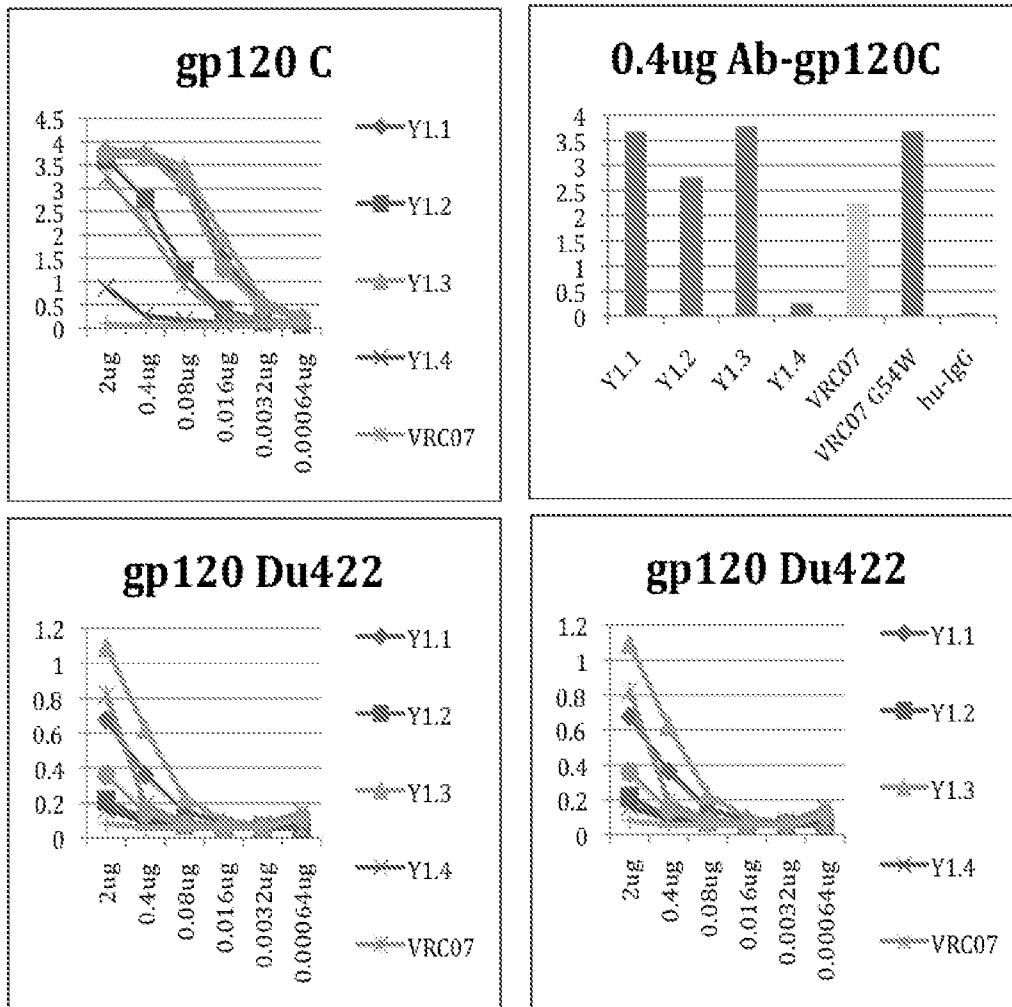 gp120 C
4.5
4
3.5
3
2.5
2
1.5
1
0.5
0
2ug
0.4ug
0.08ug
0.016ug
0.0032ug
0.00064ug
Y1.1
Y1.2
Y1.3
Y1.4
VRC07
0.4ug Ab-gp120C
4
3.5
3
2.5
2
1.5
1
0.5
0
Y1.1
Y1.2
Y1.3
Y1.4
VRC07
VRC07 G54W
hu-IgG
gp120 Du422
1.2
1
0.8
0.6
0.4
0.2
0
2ug
0.4ug
0.08ug
0.016ug
0.0032ug
0.00064ug
Y1.1
Y1.2
Y1.3
Y1.4
VRC07
gp120 Du422
1.2
1
0.8
0.6
0.4
0.2
0
2ug
0.4ug
0.08ug
0.016ug
0.0032ug
0.00064ug
Y1.1
Y1.2
Y1.3
Y1.4
VRC07